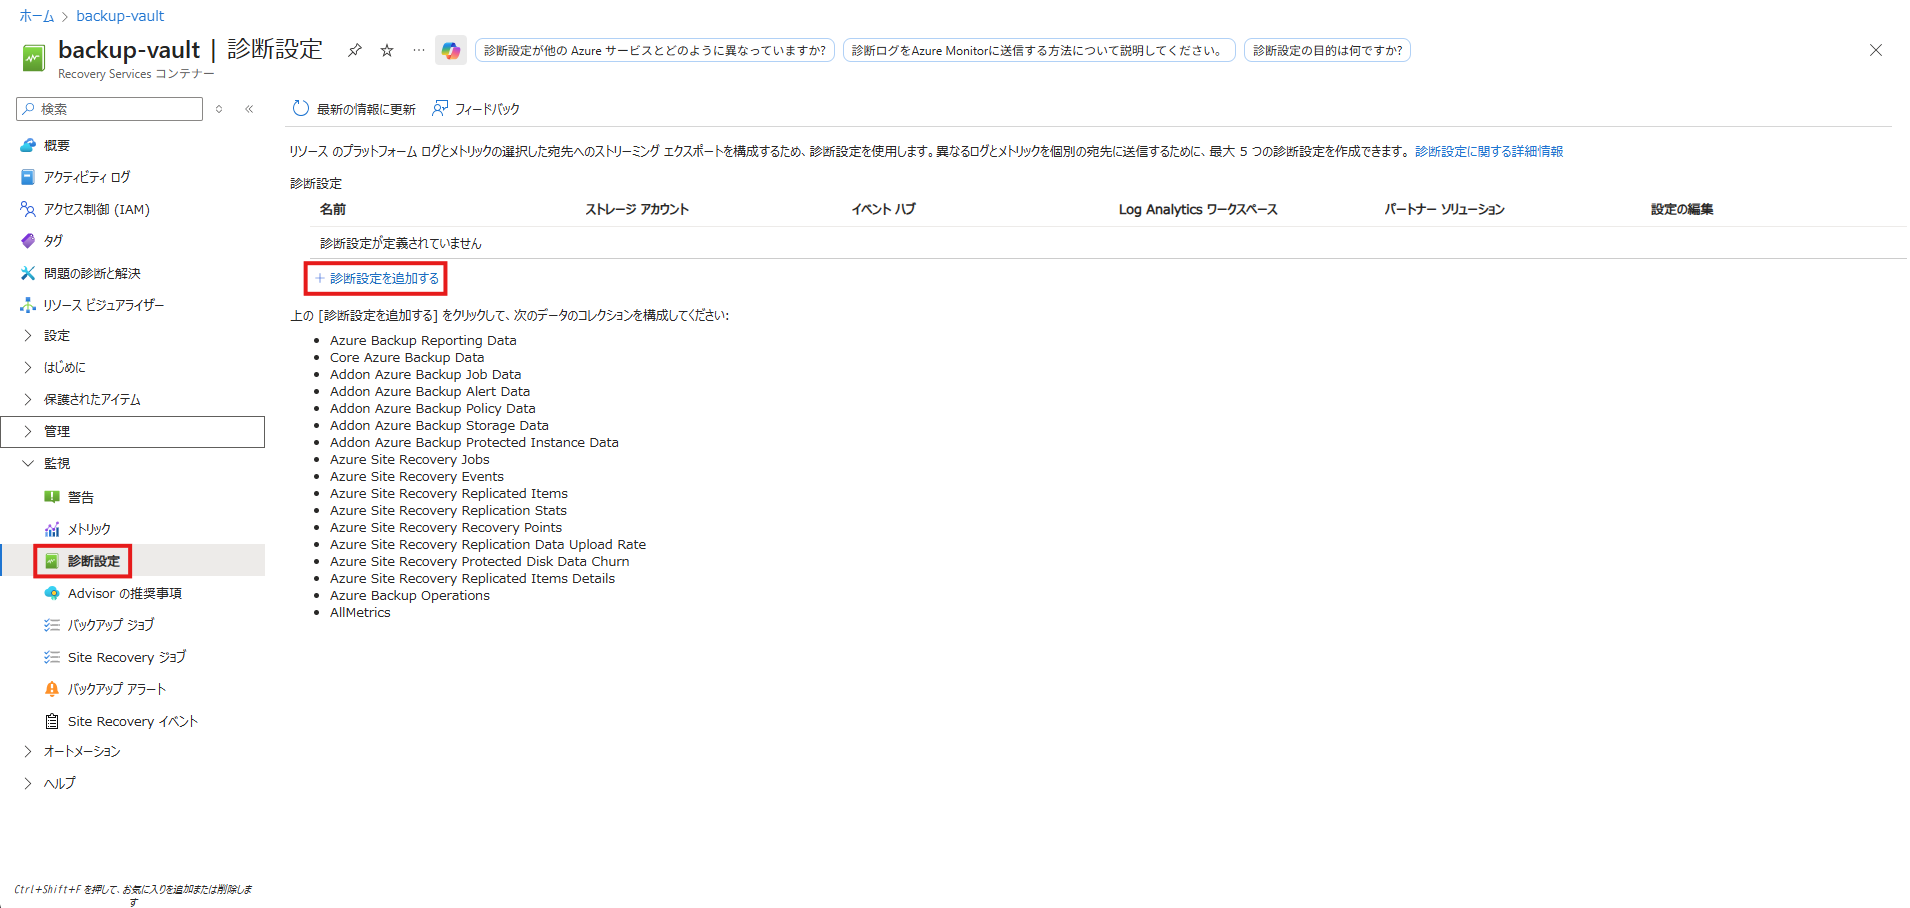 ホーム > backup-vault
backup-vault | 診断設定
Recovery Services コンテナー
診断設定が他の Azure サービスとどのように異なっていますか?
診断ログをAzure Monitorに送信する方法について説明してください。
診断設定の目的は何ですか?
検索
概要
アクティビティ ログ
アクセス制御 (IAM)
タグ
問題の診断と解決
リソース ビジュアライザー
設定
はじめに
保護されたアイテム
管理
監視
警告
メトリック
診断設定
Advisor の推奨事項
バックアップ ジョブ
Site Recovery ジョブ
バックアップ アラート
Site Recovery イベント
オートメーション
ヘルプ
Ctrl+Shift+F を押して、お気に入りを追加または削除しま
す
最新の情報に更新 フィードバック
リソース のプラットフォーム ログとメトリックの選択した宛先へのストリーミング エクスポートを構成するため、診断設定を使用します。異なるログとメトリックを個別の宛先に送信するために、最大 5 つの診断設定を作成できます。 診断設定に関する詳細情報
診断設定
名前 ストレージ アカウント イベント ハブ Log Analytics ワークスペース パートナー ソリューション 設定の編集
診断設定が定義されていません
+ 診断設定を追加する
上の [診断設定を追加する] をクリックして、次のデータのコレクションを構成してください:
• Azure Backup Reporting Data
• Core Azure Backup Data
• Addon Azure Backup Job Data
• Addon Azure Backup Alert Data
• Addon Azure Backup Policy Data
• Addon Azure Backup Storage Data
• Addon Azure Backup Protected Instance Data
• Azure Site Recovery Jobs
• Azure Site Recovery Events
• Azure Site Recovery Replicated Items
• Azure Site Recovery Replication Stats
• Azure Site Recovery Recovery Points
• Azure Site Recovery Replication Data Upload Rate
• Azure Site Recovery Protected Disk Data Churn
• Azure Site Recovery Replicated Items Details
• Azure Backup Operations
• AllMetrics